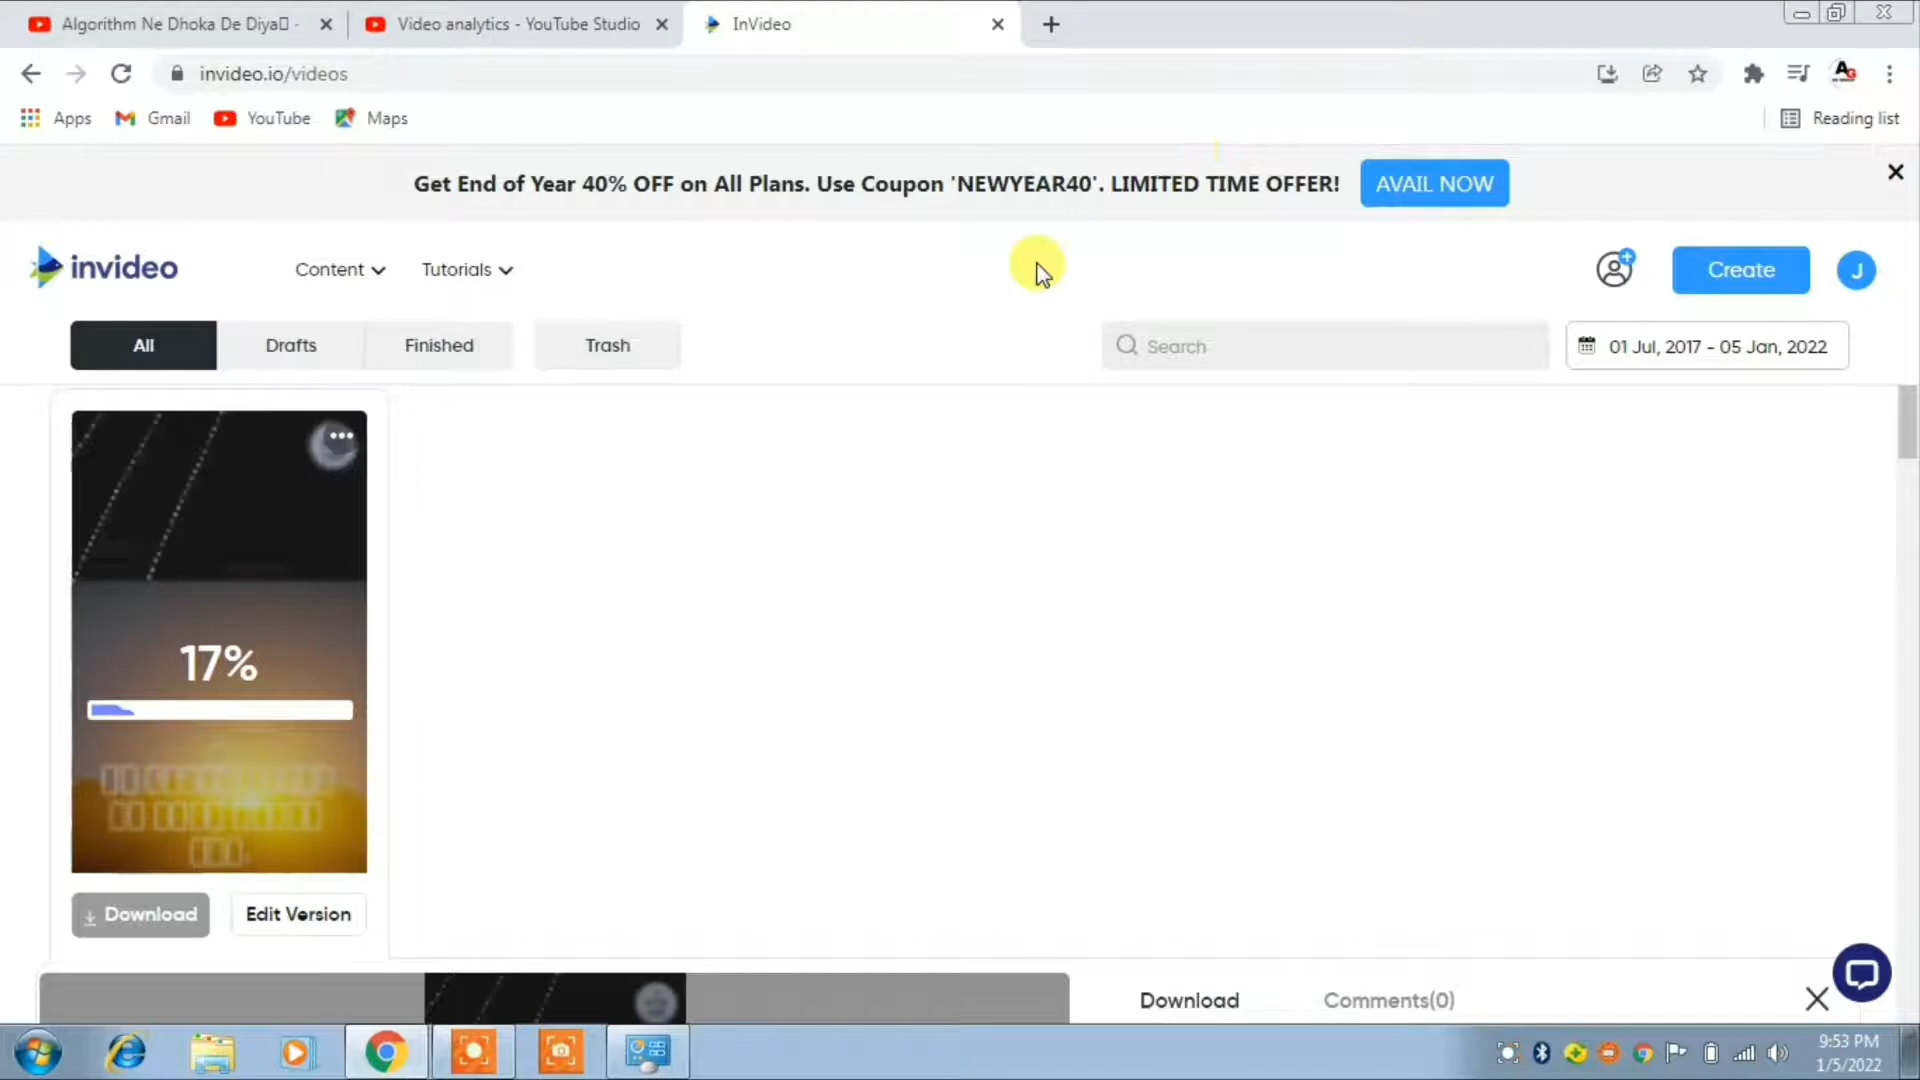 Algorithm Ne Dhoka De Diya
Video analytics - YouTube Studio
InVideo
invideo.io/videos
Apps
Gmail
YouTube
Maps
Reading list
Get End of Year 40% OFF on All Plans. Use Coupon 'NEWYEAR40'. LIMITED TIME OFFER!
AVAIL NOW
invideo
Content
Tutorials
Create
J
All
Drafts
Finished
Trash
Search
01 Jul, 2017 - 05 Jan, 2022
17%
Download
Edit Version
Download
Comments(0)
9:53 PM
1/5/2022